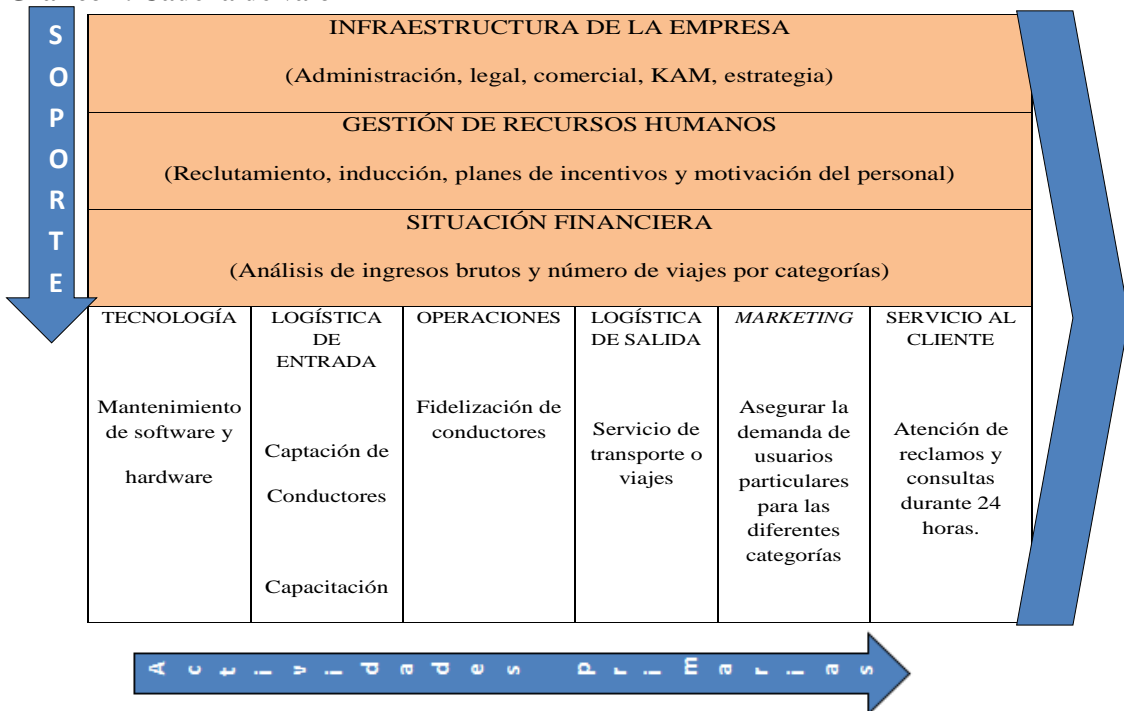 SOPORTE
INFRAESTRUCTURA DE LA EMPRESA
(Administración, legal, comercial, KAM, estrategia)
GESTIÓN DE RECURSOS HUMANOS
(Reclutamiento, inducción, planes de incentivos y motivación del personal)
SITUACIÓN FINANCIERA
(Análisis de ingresos brutos y número de viajes por categorías)
TECNOLOGÍA
Mantenimiento
de software y
hardware
LOGÍSTICA
DE
ENTRADA
Captación de
Conductores
Capacitación
OPERACIONES
Fidelización de
conductores
LOGÍSTICA
DE SALIDA
Servicio de
transporte o
viajes
MARKETING
Asegurar la
demanda de
usuarios
particulares
para las
diferentes
categorías
SERVICIO AL
CLIENTE
Atención de
reclamos y
consultas
durante 24
horas.
Actividades primarias